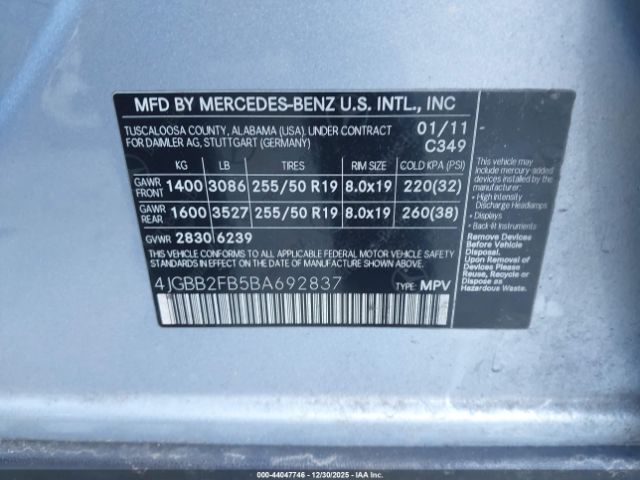 MFD BY MERCEDES-BENZ U.S. INTL., INC
TUSCALOOSA COUNTY, ALABAMA (USA). UNDER CONTRACT 01/11 -
FOR DAIMLER AG, STUTTGART (GERMANY) C349
KG LB TIRES RIM SIZE COLD KPA (PSI)
GAWR FRONT 1400 3086 255/50 R19 8.0x19 220(32)
GAWR REAR 1600 3527 255/50 R19 8.0x19 260(38)
GVWR 2830 6239
THIS VEHICLE CONFORMS TO ALL APPLICABLE FEDERAL MOTOR VEHICLE SAFETY
STANDARDS IN EFFECT ON THE DATE OF MANUFACTURE SHOWN ABOVE.
4JGBB2FB5BA692837 TYPE: MPV
This vehicle may
include mercury-added
devices installed by the
manufacturer:
• High Intensity
Discharge Headlamps
• Displays
• Back-lit Instruments
Remove Devices
Before Vehicle
Disposal.
Upon Removal of
Devices Please
Reuse, Recycle or
Dispose as
Hazardous Waste.
000-44047746 - 12/30/2025 - Copyright 2025 IAA, Inc. - All Rights Reserved